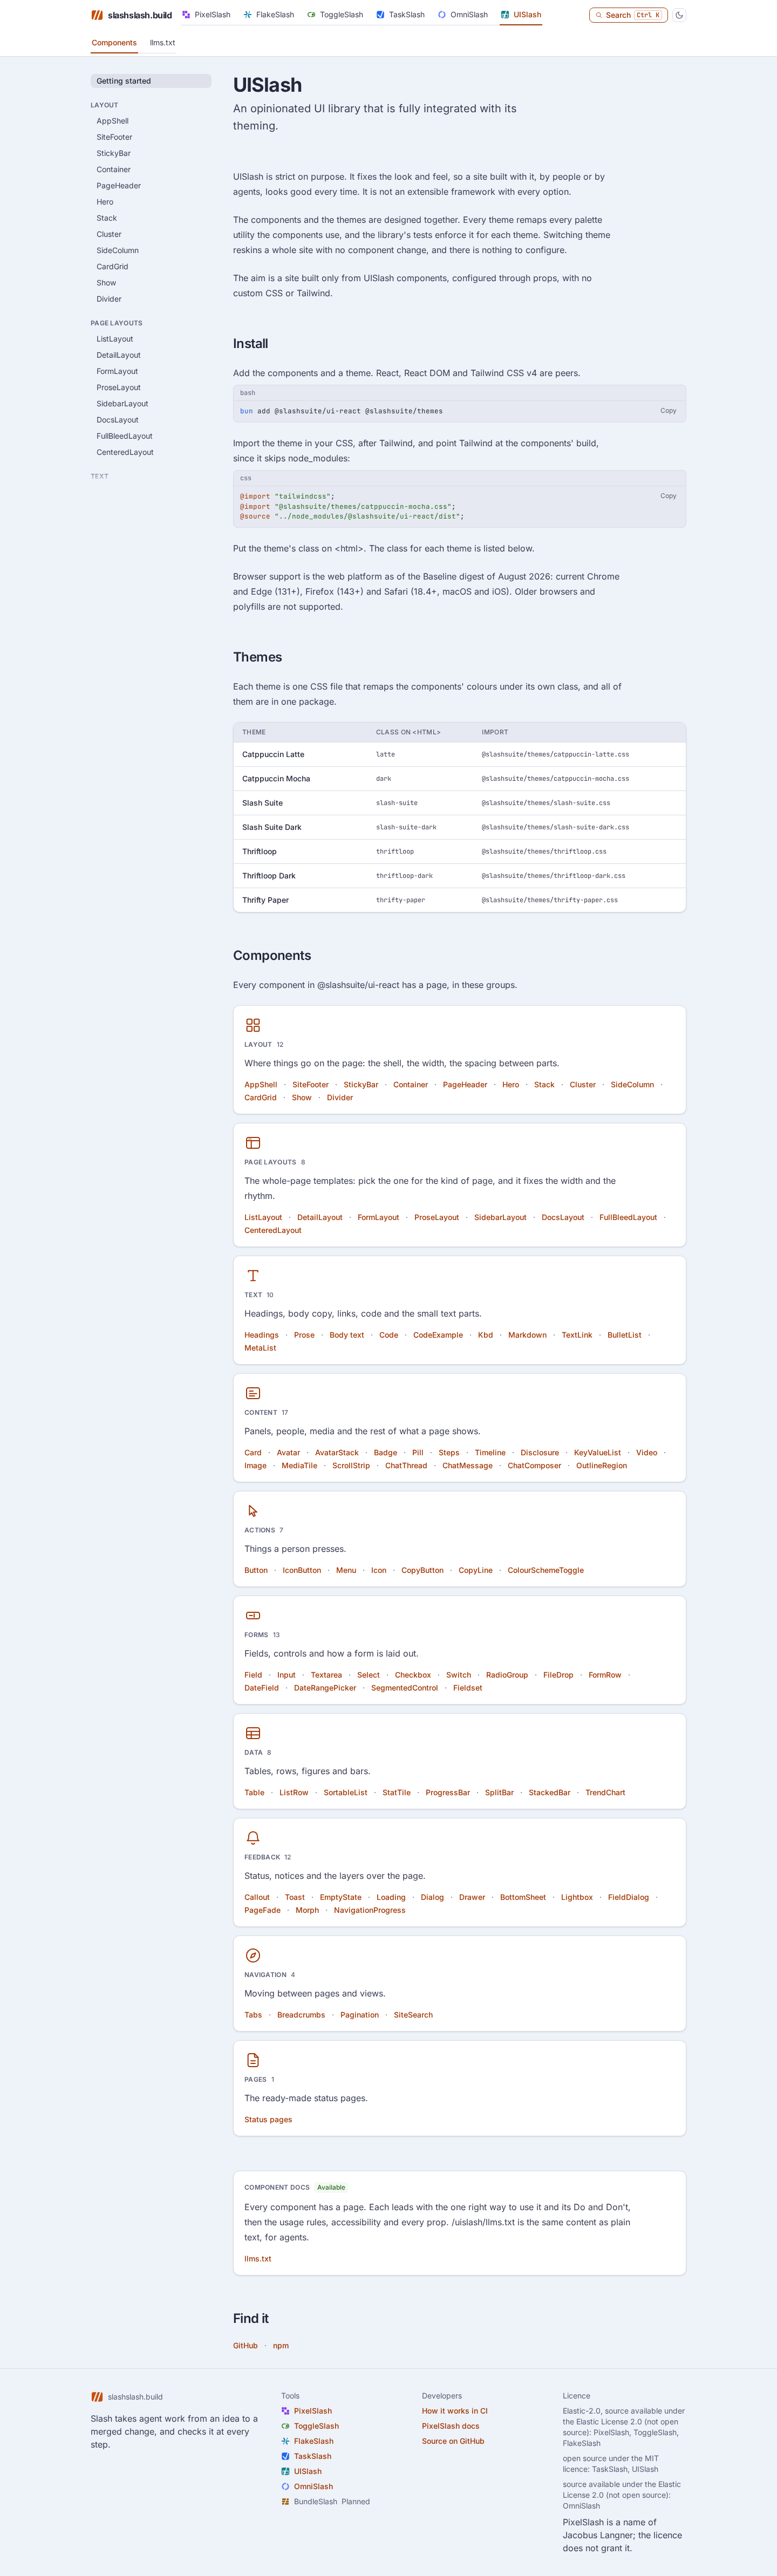 slashslash.build PixelSlash FlakeSlash ToggleSlash TaskSlash OmniSlash UISlash Search Ctrl K
Components llms.txt
Getting started
LAYOUT
AppShell
SiteFooter
StickyBar
Container
PageHeader
Hero
Stack
Cluster
SideColumn
CardGrid
Show
Divider
PAGE LAYOUTS
ListLayout
DetailLayout
FormLayout
ProseLayout
SidebarLayout
DocsLayout
FullBleedLayout
CenteredLayout
TEXT
UISlash
An opinionated UI library that is fully integrated with its
theming.
UISlash is strict on purpose. It fixes the look and feel, so a site built with it, by people or by
agents, looks good every time. It is not an extensible framework with every option.
The components and the themes are designed together. Every theme remaps every palette
utility the components use, and the library's tests enforce it for each theme. Switching theme
reskins a whole site with no component change, and there is nothing to configure.
The aim is a site built only from UISlash components, configured through props, with no
custom CSS or Tailwind.
Install
Add the components and a theme. React, React DOM and Tailwind CSS v4 are peers.
bash
bun add @slashsuite/ui-react @slashsuite/themes Copy
Import the theme in your CSS, after Tailwind, and point Tailwind at the components' build,
since it skips node_modules:
css
@import "tailwindcss"; Copy
@import "@slashsuite/themes/catppuccin-mocha.css";
@source "../node_modules/@slashsuite/ui-react/dist";
Put the theme's class on <html>. The class for each theme is listed below.
Browser support is the web platform as of the Baseline digest of August 2026: current Chrome
and Edge (131+), Firefox (143+) and Safari (18.4+, macOS and iOS). Older browsers and
polyfills are not supported.
Themes
Each theme is one CSS file that remaps the components' colours under its own class, and all of
them are in one package.
THEME CLASS ON <HTML> IMPORT
Catppuccin Latte latte @slashsuite/themes/catppuccin-latte.css
Catppuccin Mocha dark @slashsuite/themes/catppuccin-mocha.css
Slash Suite slash-suite @slashsuite/themes/slash-suite.css
Slash Suite Dark slash-suite-dark @slashsuite/themes/slash-suite-dark.css
Thriftloop thriftloop @slashsuite/themes/thriftloop.css
Thriftloop Dark thriftloop-dark @slashsuite/themes/thriftloop-dark.css
Thrifty Paper thrifty-paper @slashsuite/themes/thrifty-paper.css
Components
Every component in @slashsuite/ui-react has a page, in these groups.
LAYOUT 12
Where things go on the page: the shell, the width, the spacing between parts.
AppShell · SiteFooter · StickyBar · Container · PageHeader · Hero · Stack · Cluster · SideColumn ·
CardGrid · Show · Divider
PAGE LAYOUTS 8
The whole-page templates: pick the one for the kind of page, and it fixes the width and the
rhythm.
ListLayout · DetailLayout · FormLayout · ProseLayout · SidebarLayout · DocsLayout · FullBleedLayout ·
CenteredLayout
TEXT 10
Headings, body copy, links, code and the small text parts.
Headings · Prose · Body text · Code · CodeExample · Kbd · Markdown · TextLink · BulletList ·
MetaList
CONTENT 17
Panels, people, media and the rest of what a page shows.
Card · Avatar · AvatarStack · Badge · Pill · Steps · Timeline · Disclosure · KeyValueList · Video ·
Image · MediaTile · ScrollStrip · ChatThread · ChatMessage · ChatComposer · OutlineRegion
ACTIONS 7
Things a person presses.
Button · IconButton · Menu · Icon · CopyButton · CopyLine · ColourSchemeToggle
FORMS 13
Fields, controls and how a form is laid out.
Field · Input · Textarea · Select · Checkbox · Switch · RadioGroup · FileDrop · FormRow ·
DateField · DateRangePicker · SegmentedControl · Fieldset
DATA 8
Tables, rows, figures and bars.
Table · ListRow · SortableList · StatTile · ProgressBar · SplitBar · StackedBar · TrendChart
FEEDBACK 12
Status, notices and the layers over the page.
Callout · Toast · EmptyState · Loading · Dialog · Drawer · BottomSheet · Lightbox · FieldDialog ·
PageFade · Morph · NavigationProgress
NAVIGATION 4
Moving between pages and views.
Tabs · Breadcrumbs · Pagination · SiteSearch
PAGES 1
The ready-made status pages.
Status pages
COMPONENT DOCS Available
Every component has a page. Each leads with the one right way to use it and its Do and Don't,
then the usage rules, accessibility and every prop. /uislash/llms.txt is the same content as plain
text, for agents.
llms.txt
Find it
GitHub · npm
slashslash.build
Slash takes agent work from an idea to a
merged change, and checks it at every
step.
Tools
PixelSlash
ToggleSlash
FlakeSlash
TaskSlash
UISlash
OmniSlash
BundleSlash Planned
Developers
How it works in CI
PixelSlash docs
Source on GitHub
Licence
Elastic-2.0, source available under
the Elastic License 2.0 (not open
source): PixelSlash, ToggleSlash,
FlakeSlash
open source under the MIT
licence: TaskSlash, UISlash
source available under the Elastic
License 2.0 (not open source):
OmniSlash
PixelSlash is a name of
Jacobus Langner; the licence
does not grant it.